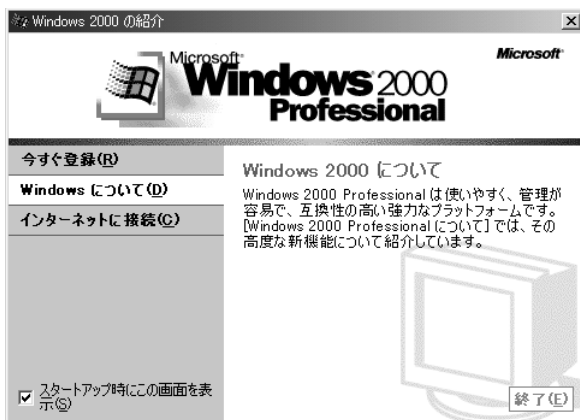 Windows 2000 の紹介
Microsoft
Microsoft
Windows 2000
Professional
今すぐ登録(R)
Windows について(D)
インターネットに接続(C)
Windows 2000 について
Windows 2000 Professional は使いやすく、管理が
容易で、互換性の高い強力なプラットフォームです。
[Windows 2000 Professional について] では、その
高度な新機能について紹介しています。
スタートアップ時にこの画面を表
示(S)
終了(E)